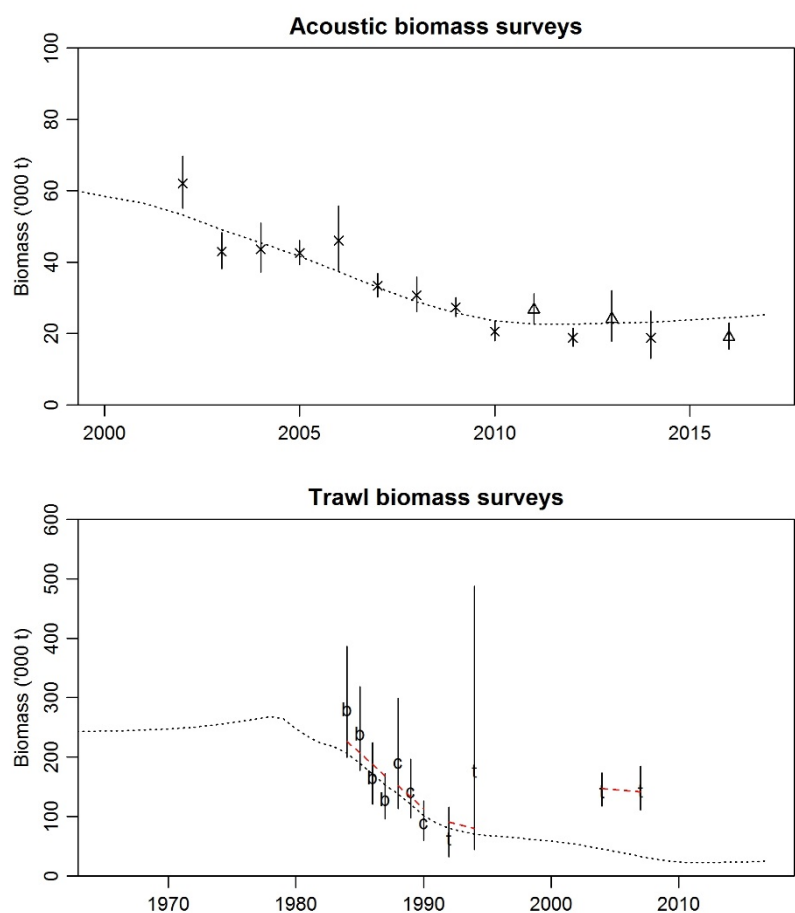 Acoustic biomass surveys
Biomass ('000 t)
100
80
60
40
20
0
2000 2005 2010 2015
Trawl biomass surveys
Biomass ('000 t)
600
500
400
300
200
100
0
b
b
b
b
c
c
c
t
t
t
t
1970 1980 1990 2000 2010